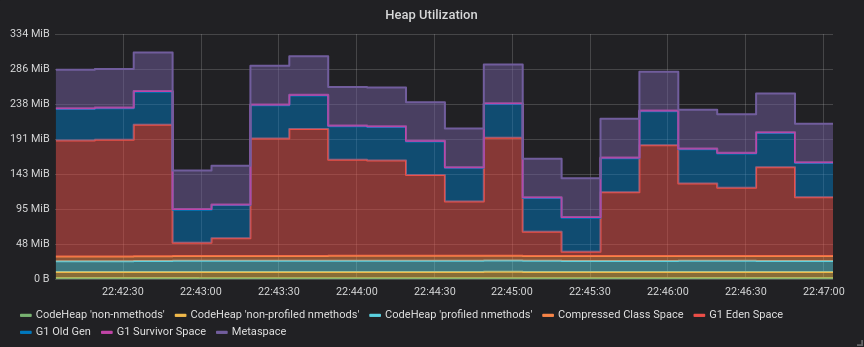 Heap Utilization
334 MiB
286 MiB
238 MiB
191 MiB
143 MiB
95 MiB
48 MiB
0 B
22:42:30 22:43:00 22:43:30 22:44:00 22:44:30 22:45:00 22:45:30 22:46:00 22:46:30 22:47:00
CodeHeap 'non-nmethods' CodeHeap 'non-profiled nmethods' CodeHeap 'profiled nmethods' Compressed Class Space G1 Eden Space
G1 Old Gen G1 Survivor Space Metaspace